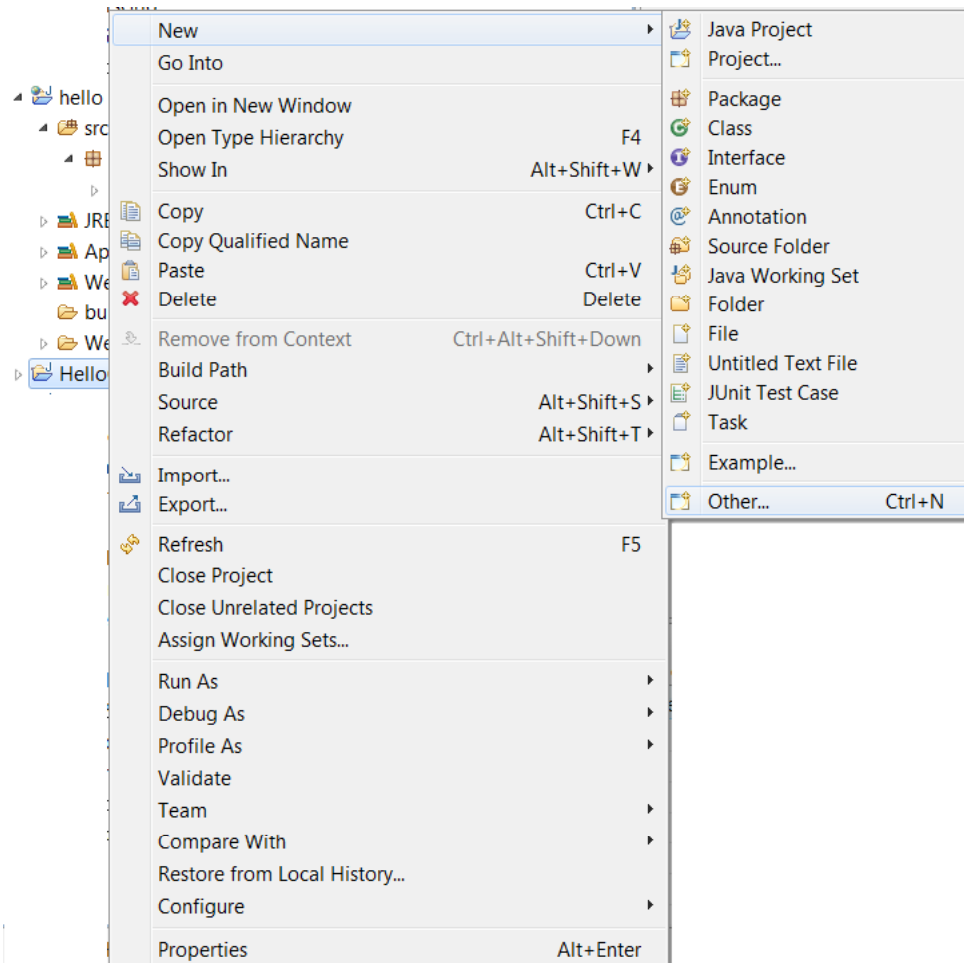 hello
src
JRE
Ap
We
bu
We
Hello
New
Go Into
Open in New Window
Open Type Hierarchy F4
Show In Alt+Shift+W
Copy Ctrl+C
Copy Qualified Name
Paste Ctrl+V
Delete Delete
Remove from Context Ctrl+Alt+Shift+Down
Build Path
Source Alt+Shift+S
Refactor Alt+Shift+T
Import...
Export...
Refresh F5
Close Project
Close Unrelated Projects
Assign Working Sets...
Run As
Debug As
Profile As
Validate
Team
Compare With
Restore from Local History...
Configure
Properties Alt+Enter
Java Project
Project...
Package
Class
Interface
Enum
Annotation
Source Folder
Java Working Set
Folder
File
Untitled Text File
JUnit Test Case
Task
Example...
Other... Ctrl+N